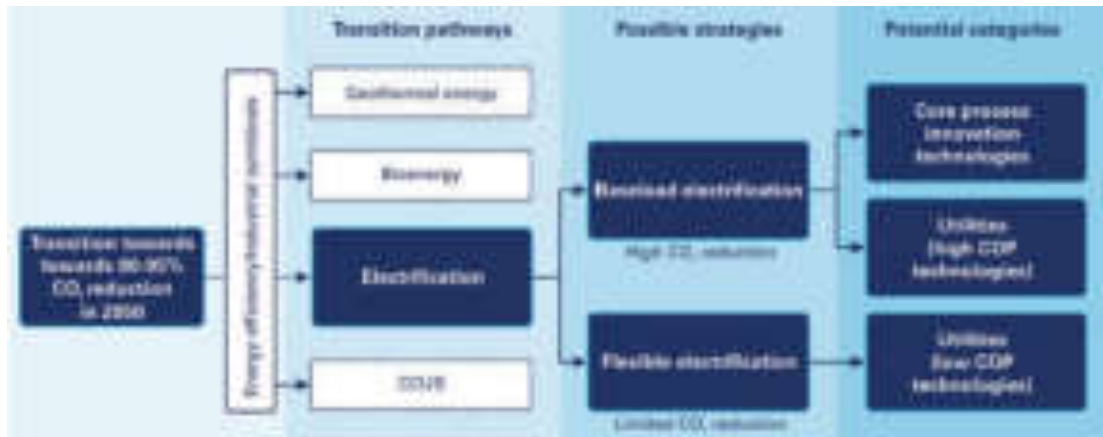 Transition pathways
Possible strategies
Potential categories
Transition towards
towards 80-95%
CO₂ reduction
in 2050
Energy efficiency/industrial symbiosis
Geothermal energy
Bioenergy
Electrification
Baseload electrification
High CO₂ reduction
Flexible electrification
Limited CO₂ reduction
Core process
innovation
technologies
Utilities
(high COP
technologies)
Utilities
(low COP
technologies)